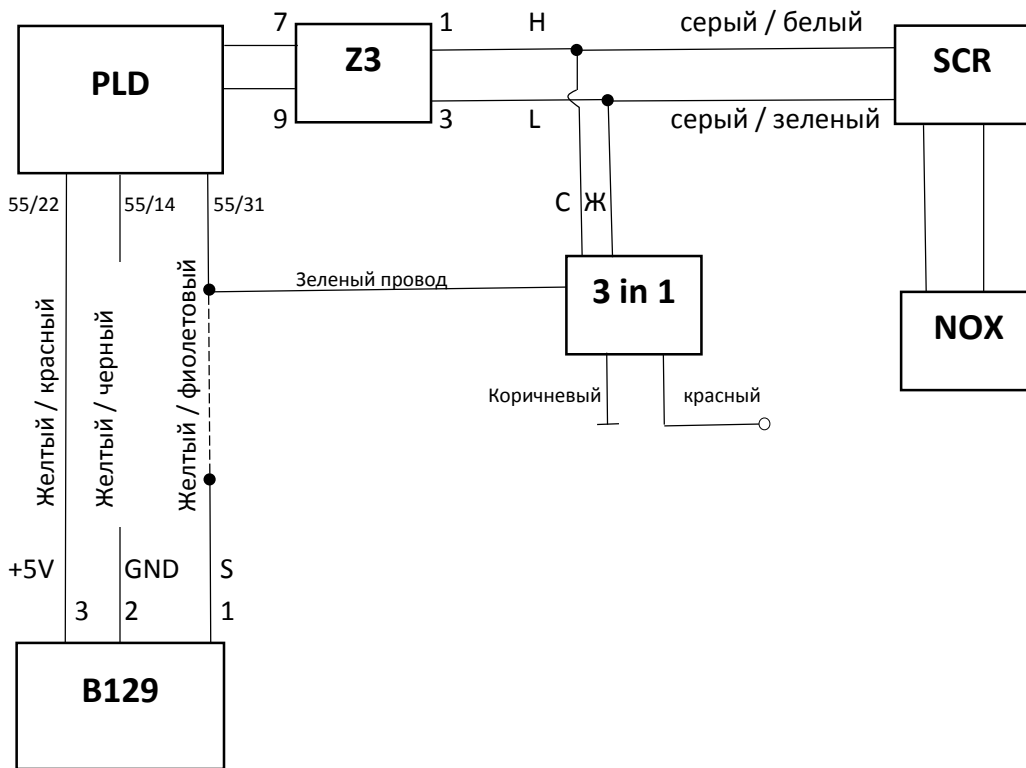 7
Z3
1
H
серый / белый
PLD
SCR
9
3
L
серый / зеленый
55/22
55/14
55/31
С
Ж
Зеленый провод
3 in 1
NOX
Желтый / красный
Желтый / черный
Желтый / фиолетовый
Коричневый
красный
+5V
GND
S
3
2
1
B129